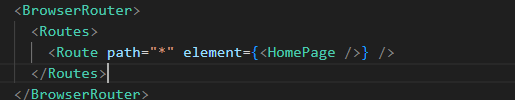 <BrowserRouter>
<Routes>
<Route path="*" element={<HomePage />} />
</Routes>
</BrowserRouter>